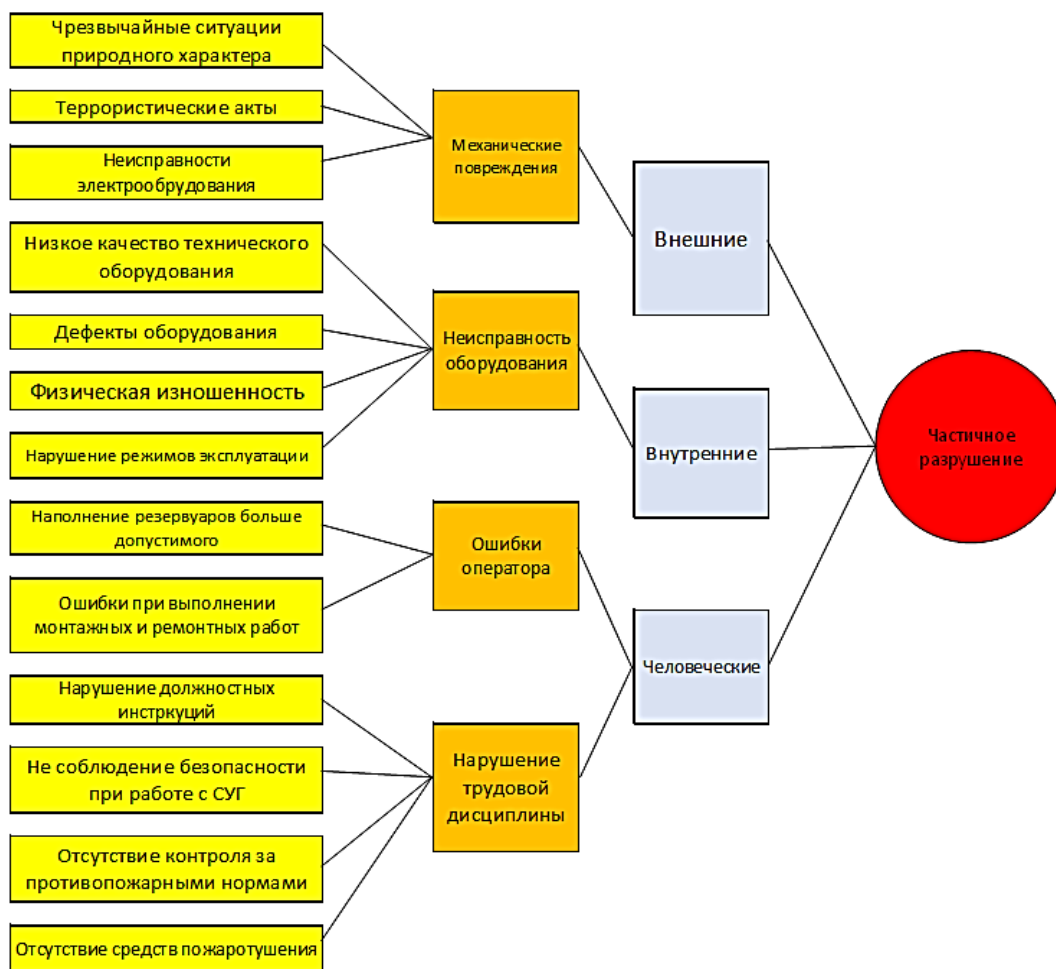 Чрезвычайные ситуации
природного характера
Террористические акты
Неисправности
электрообрудования
Низкое качество технического
оборудования
Дефекты оборудования
Физическая изношенность
Нарушение режимов эксплуатации
Наполнение резервуаров больше
допустимого
Ошибки при выполнении
монтажных и ремонтных работ
Нарушение должностных
инстркуций
Не соблюдение безопасности
при работе с СУГ
Отсутствие контроля за
противопожарными нормами
Отсутствие средств пожаротушения
Механические
повреждения
Неисправность
оборудования
Ошибки
оператора
Нарушение
трудовой
дисциплины
Внешние
Внутренние
Человеческие
Частичное
разрушение